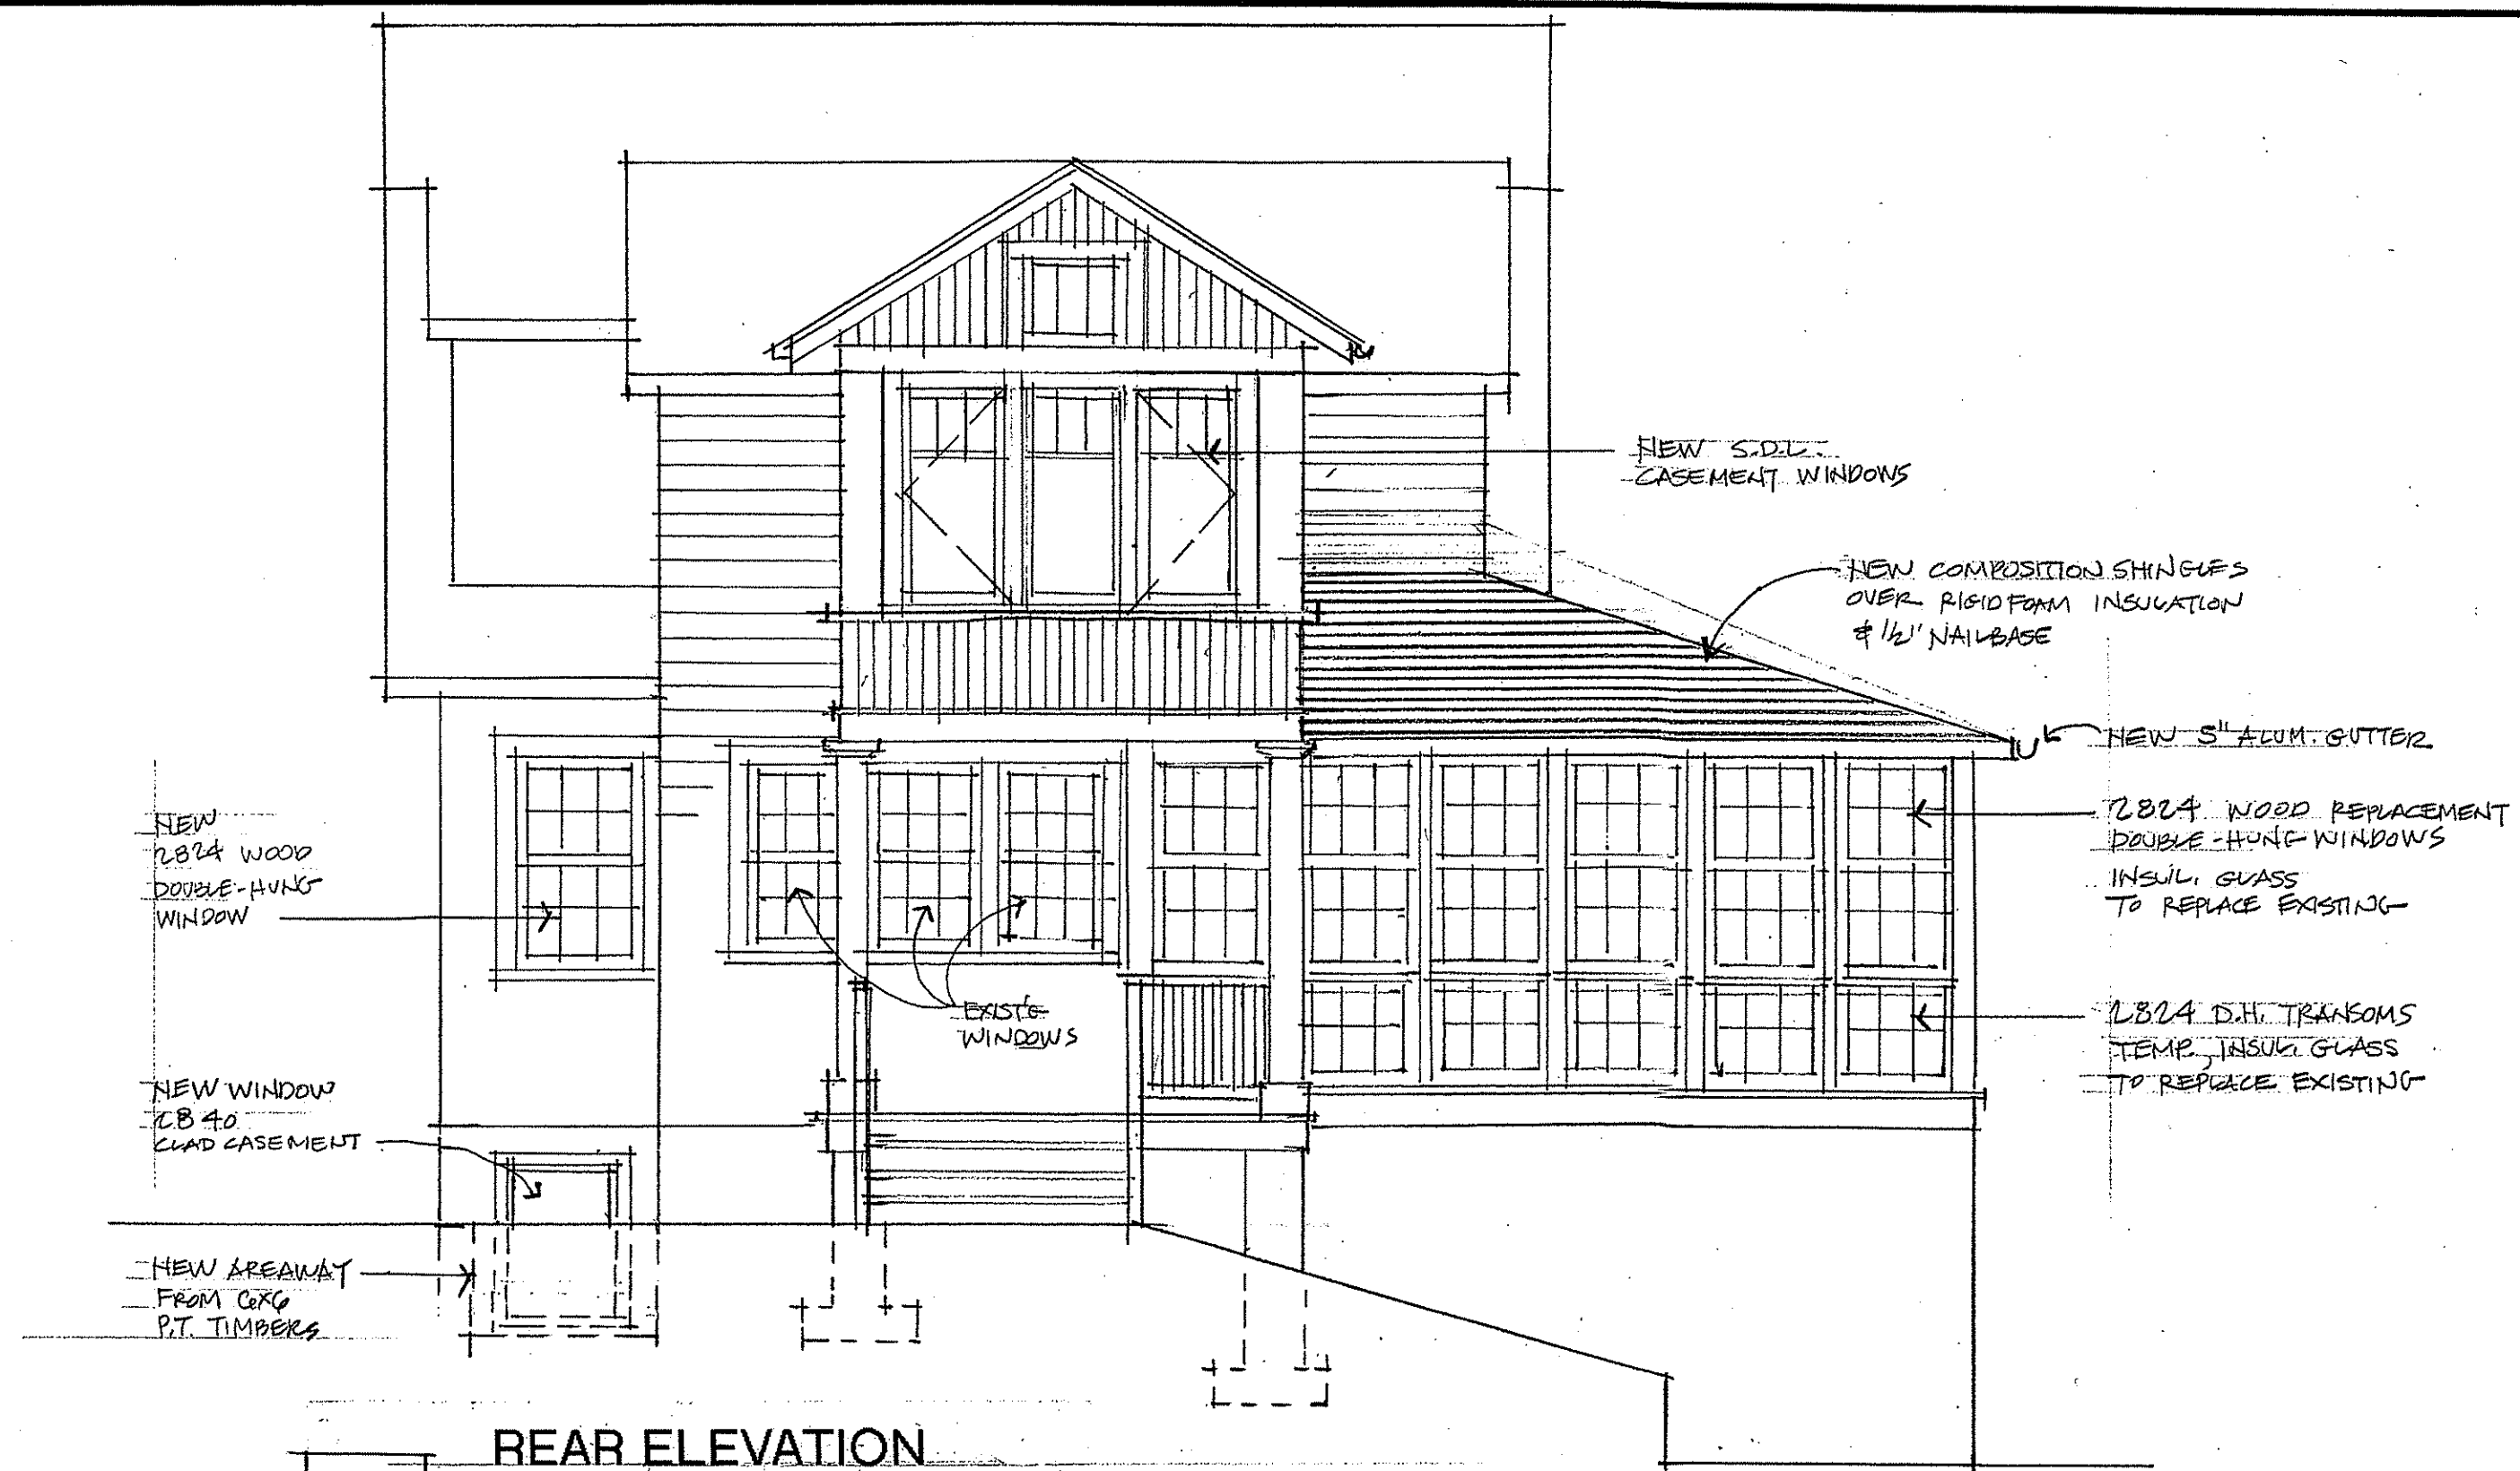 NEW S.D.L.
CASEMENT WINDOWS
NEW COMPOSITION SHINGLES
OVER RIGID FOAM INSULATION
& 1 1/2" NAILBASE
NEW 5" ALUM. GUTTER
2824 WOOD REPLACEMENT
DOUBLE-HUNG WINDOWS
INSUL. GLASS
TO REPLACE EXISTING
2824 D.H. TRANSOMS
TEMP., INSUL. GLASS
TO REPLACE EXISTING
NEW
2824 WOOD
DOUBLE-HUNG
WINDOW
EXIST'G
WINDOWS
NEW WINDOW
2840
CLAD CASEMENT
NEW AREAWAY
FROM 6X6
P.T. TIMBERS
REAR ELEVATION